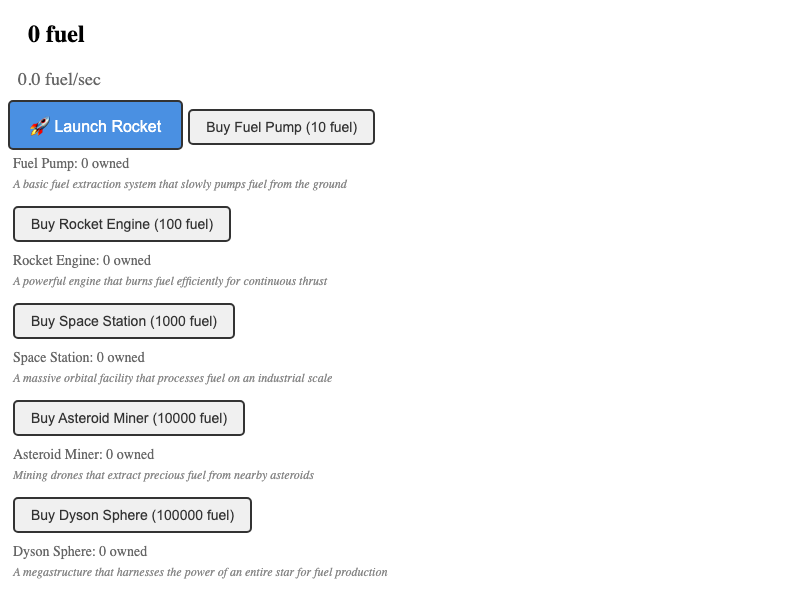 0 fuel
0.0 fuel/sec
🚀 Launch Rocket
Buy Fuel Pump (10 fuel)
Fuel Pump: 0 owned
A basic fuel extraction system that slowly pumps fuel from the ground
Buy Rocket Engine (100 fuel)
Rocket Engine: 0 owned
A powerful engine that burns fuel efficiently for continuous thrust
Buy Space Station (1000 fuel)
Space Station: 0 owned
A massive orbital facility that processes fuel on an industrial scale
Buy Asteroid Miner (10000 fuel)
Asteroid Miner: 0 owned
Mining drones that extract precious fuel from nearby asteroids
Buy Dyson Sphere (100000 fuel)
Dyson Sphere: 0 owned
A megastructure that harnesses the power of an entire star for fuel production